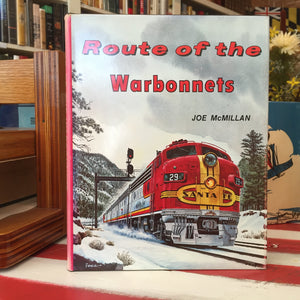 Route of the
Warbonnets
JOE McMILLAN
29
SANTA FE